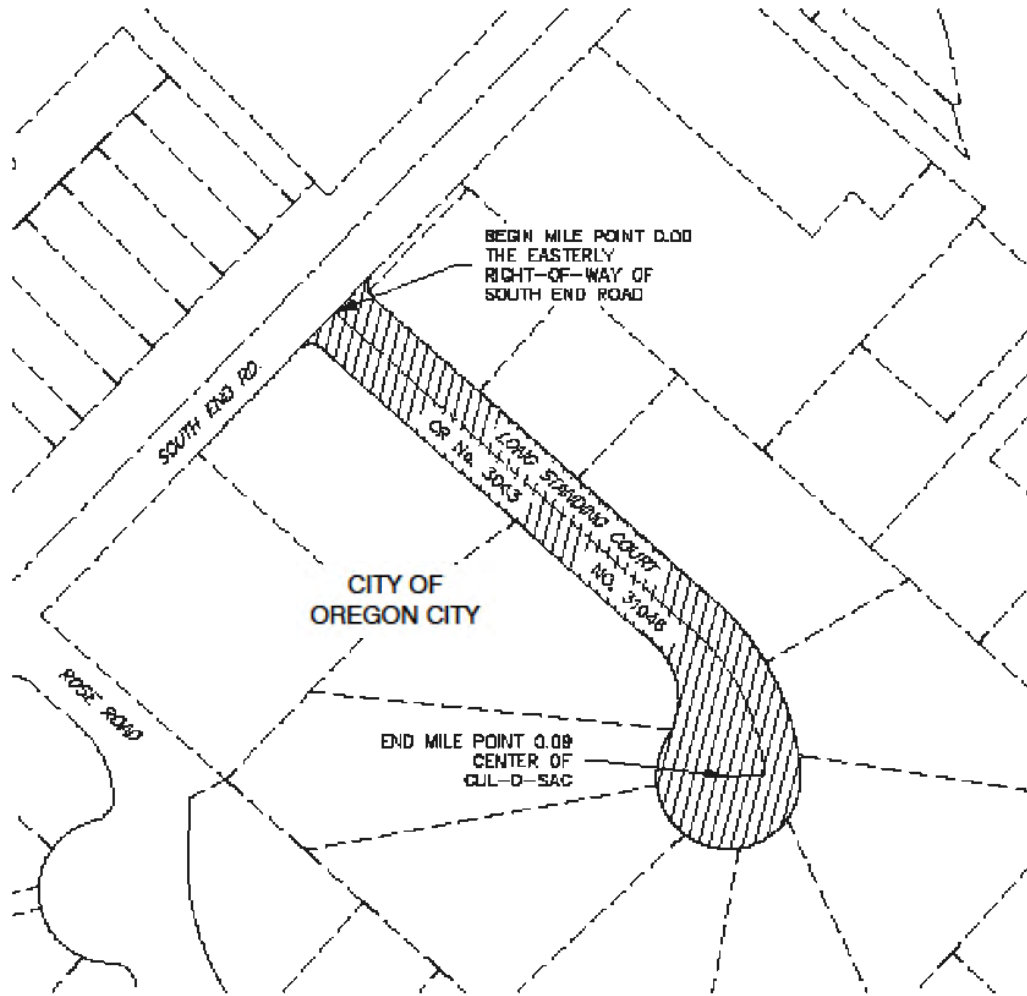 BEGIN MILE POINT 0.00
THE EASTERLY
RIGHT-OF-WAY OF
SOUTH END ROAD
SOUTH END RD.
LONG STANDING COURT
CR No. 3043
NO. 31048
CITY OF
OREGON CITY
ROSE ROAD
END MILE POINT 0.09
CENTER OF
CUL-D-SAC